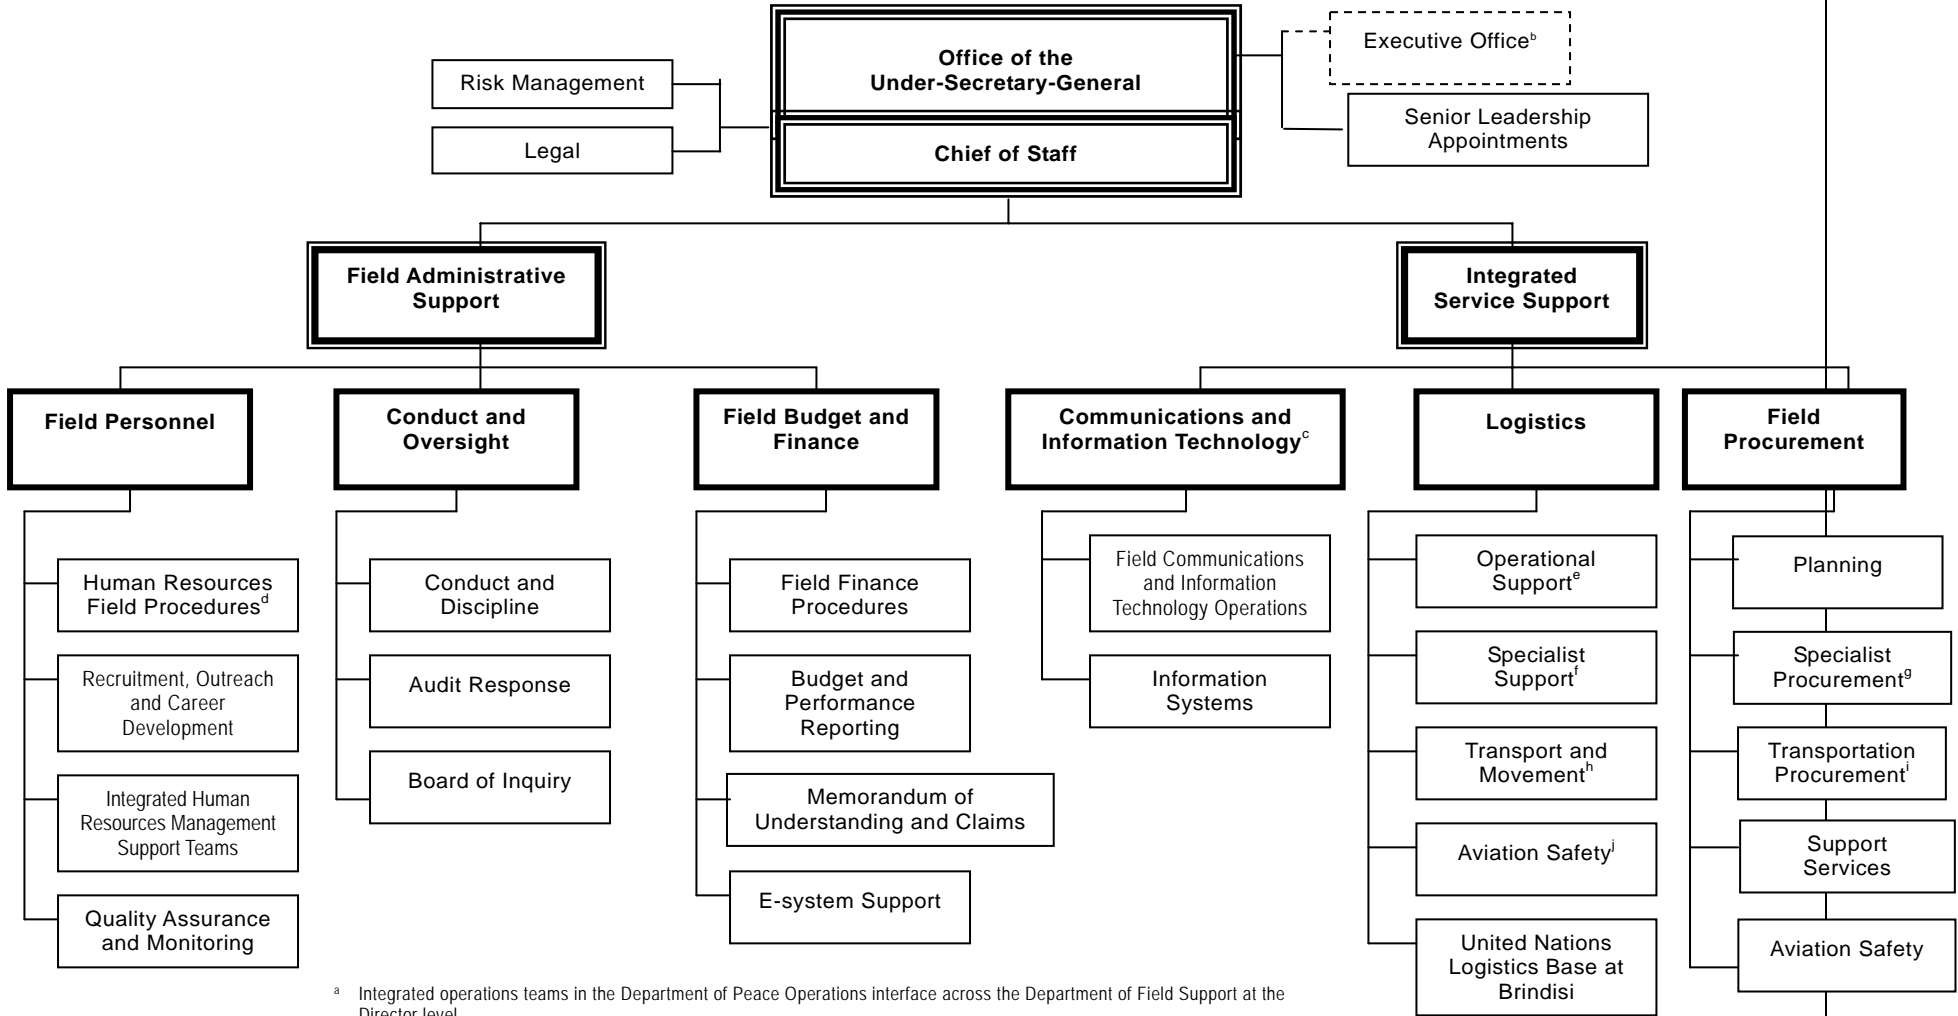 Office of the
Under-Secretary-General
Chief of Staff
Risk Management
Legal
Executive Officeᵇ
Senior Leadership
Appointments
Field Administrative
Support
Integrated
Service Support
Field Personnel
Conduct and
Oversight
Field Budget and
Finance
Communications and
Information Technologyᶜ
Logistics
Field
Procurement
Human Resources
Field Proceduresᵈ
Recruitment, Outreach
and Career
Development
Integrated Human
Resources Management
Support Teams
Quality Assurance
and Monitoring
Conduct and
Discipline
Audit Response
Board of Inquiry
Field Finance
Procedures
Budget and
Performance
Reporting
Memorandum of
Understanding and Claims
E-system Support
Field Communications
and Information
Technology Operations
Information
Systems
Operational
Supportᵉ
Specialist
Supportᶠ
Transport and
Movementʰ
Aviation Safetyʲ
United Nations
Logistics Base at
Brindisi
Planning
Specialist
Procurementᵍ
Transportation
Procurementⁱ
Support
Services
Aviation Safety
ᵃ Integrated operations teams in the Department of Peace Operations interface across the Department of Field Support at the
Director level